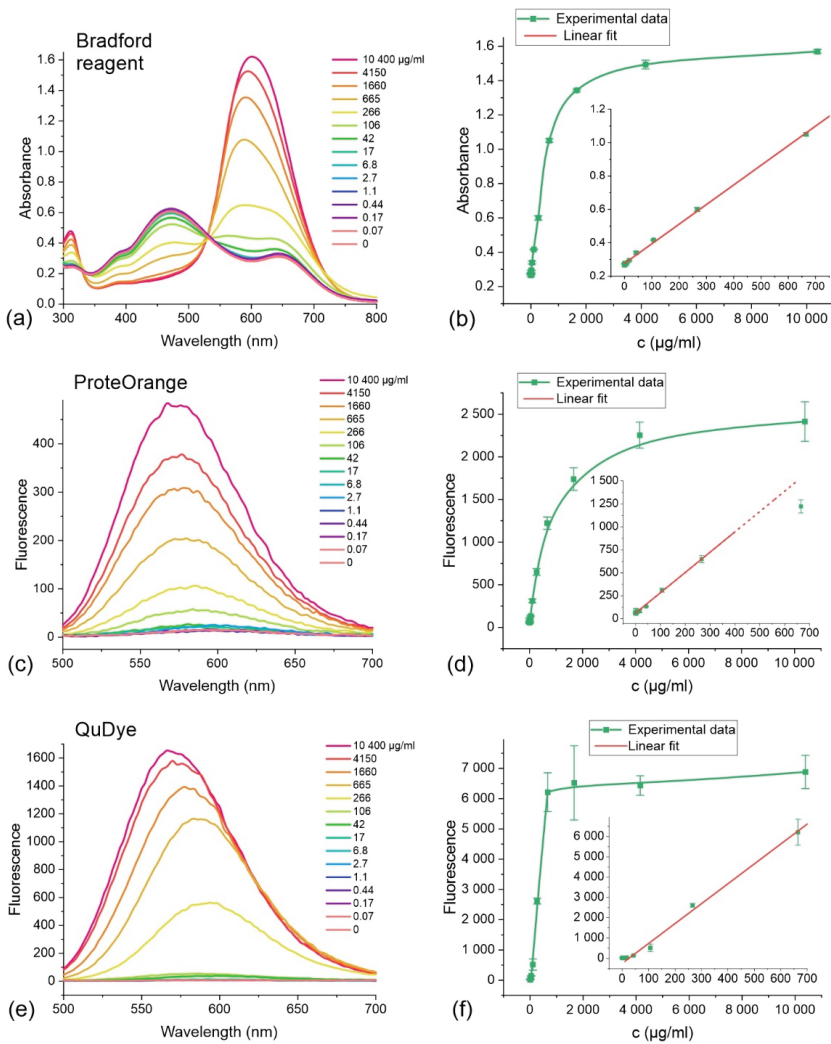 Bradford
reagent
10 400 µg/ml
4150
1660
665
266
106
42
17
6.8
2.7
1.1
0.44
0.17
0.07
0
Absorbance
1.6
1.4
1.2
1.0
0.8
0.6
0.4
0.2
0.0
300 400 500 600 700 800
Wavelength (nm)
(a)
Experimental data
Linear fit
Absorbance
1.6
1.4
1.2
1.0
0.8
0.6
0.4
0.2
1.2
1.0
0.8
0.6
0.4
0.2
0 100 200 300 400 500 600 700
0 2 000 4 000 6 000 8 000 10 000
c (µg/ml)
(b)
ProteOrange
10 400 µg/ml
4150
1660
665
266
106
42
17
6.8
2.7
1.1
0.44
0.17
0.07
0
Fluorescence
400
300
200
100
0
500 550 600 650 700
Wavelength (nm)
(c)
Experimental data
Linear fit
Fluorescence
2 500
2 000
1 500
1 000
500
0
1 500
1 250
1 000
750
500
250
0
0 100 200 300 400 500 600 700
0 2 000 4 000 6 000 8 000 10 000
c (µg/ml)
(d)
QuDye
10 400 µg/ml
4150
1660
665
266
106
42
17
6.8
2.7
1.1
0.44
0.17
0.07
0
Fluorescence
1600
1400
1200
1000
800
600
400
200
0
500 550 600 650 700
Wavelength (nm)
(e)
Experimental data
Linear fit
Fluorescence
7 000
6 000
5 000
4 000
3 000
2 000
1 000
0
6 000
5 000
4 000
3 000
2 000
1 000
0
0 100 200 300 400 500 600 700
0 2 000 4 000 6 000 8 000 10 000
c (µg/ml)
(f)